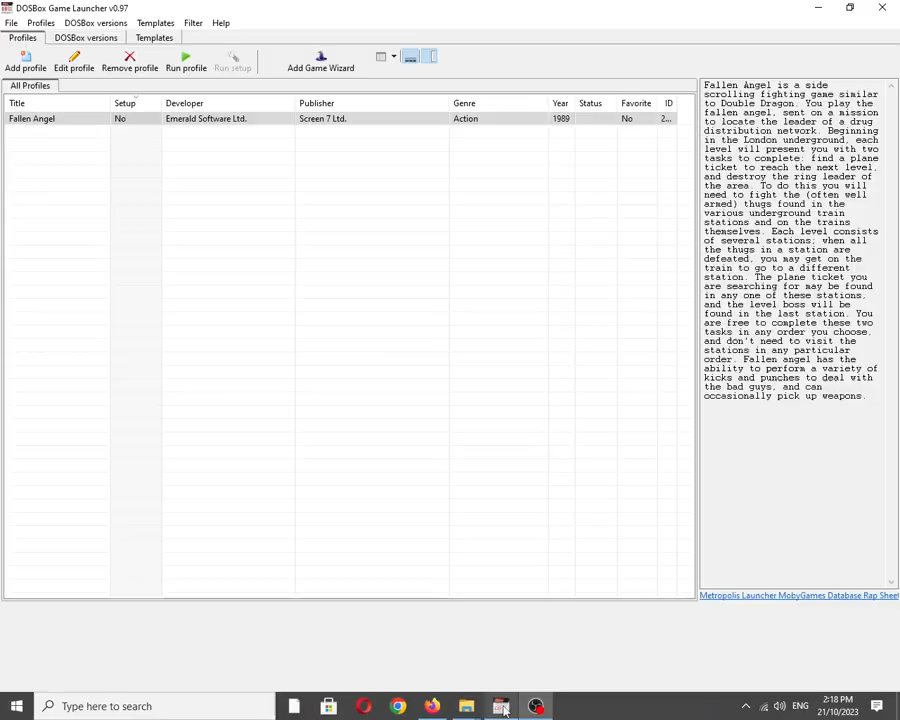 DOSBox Game Launcher v0.97
File Profiles DOSBox versions Templates Filter Help
Profiles DOSBox versions Templates
Add profile Edit profile Remove profile Run profile Run setup Add Game Wizard
All Profiles
Title Setup Developer Publisher Genre Year Status Favorite ID
Fallen Angel No Emerald Software Ltd. Screen 7 Ltd. Action 1989 No 2...
Fallen Angel is a side
scrolling fighting game similar
to Double Dragon. You play the
fallen angel, sent on a mission
to locate the leader of a drug
distribution network. Beginning
in the London underground, each
level will present you with two
tasks to complete: find a plane
ticket to reach the next level,
and destroy the ring leader of
the area. To do this you will
need to fight the (often well
armed) thugs found in the
various underground train
stations and on the trains
themselves. Each level consists
of several stations; when all
the thugs in a station are
defeated, you may get on the
train to go to a different
station. The plane ticket you
are searching for may be found
in any one of these stations,
and the level boss will be
found in the last station. You
are free to complete these two
tasks in any order you choose,
and don't need to visit the
stations in any particular
order. Fallen angel has the
ability to perform a variety of
kicks and punches to deal with
the bad guys, and can
occasionally pick up weapons.
Metropolis Launcher MobyGames Database Rap Sheet
Type here to search
ENG
2:18 PM
21/10/2023